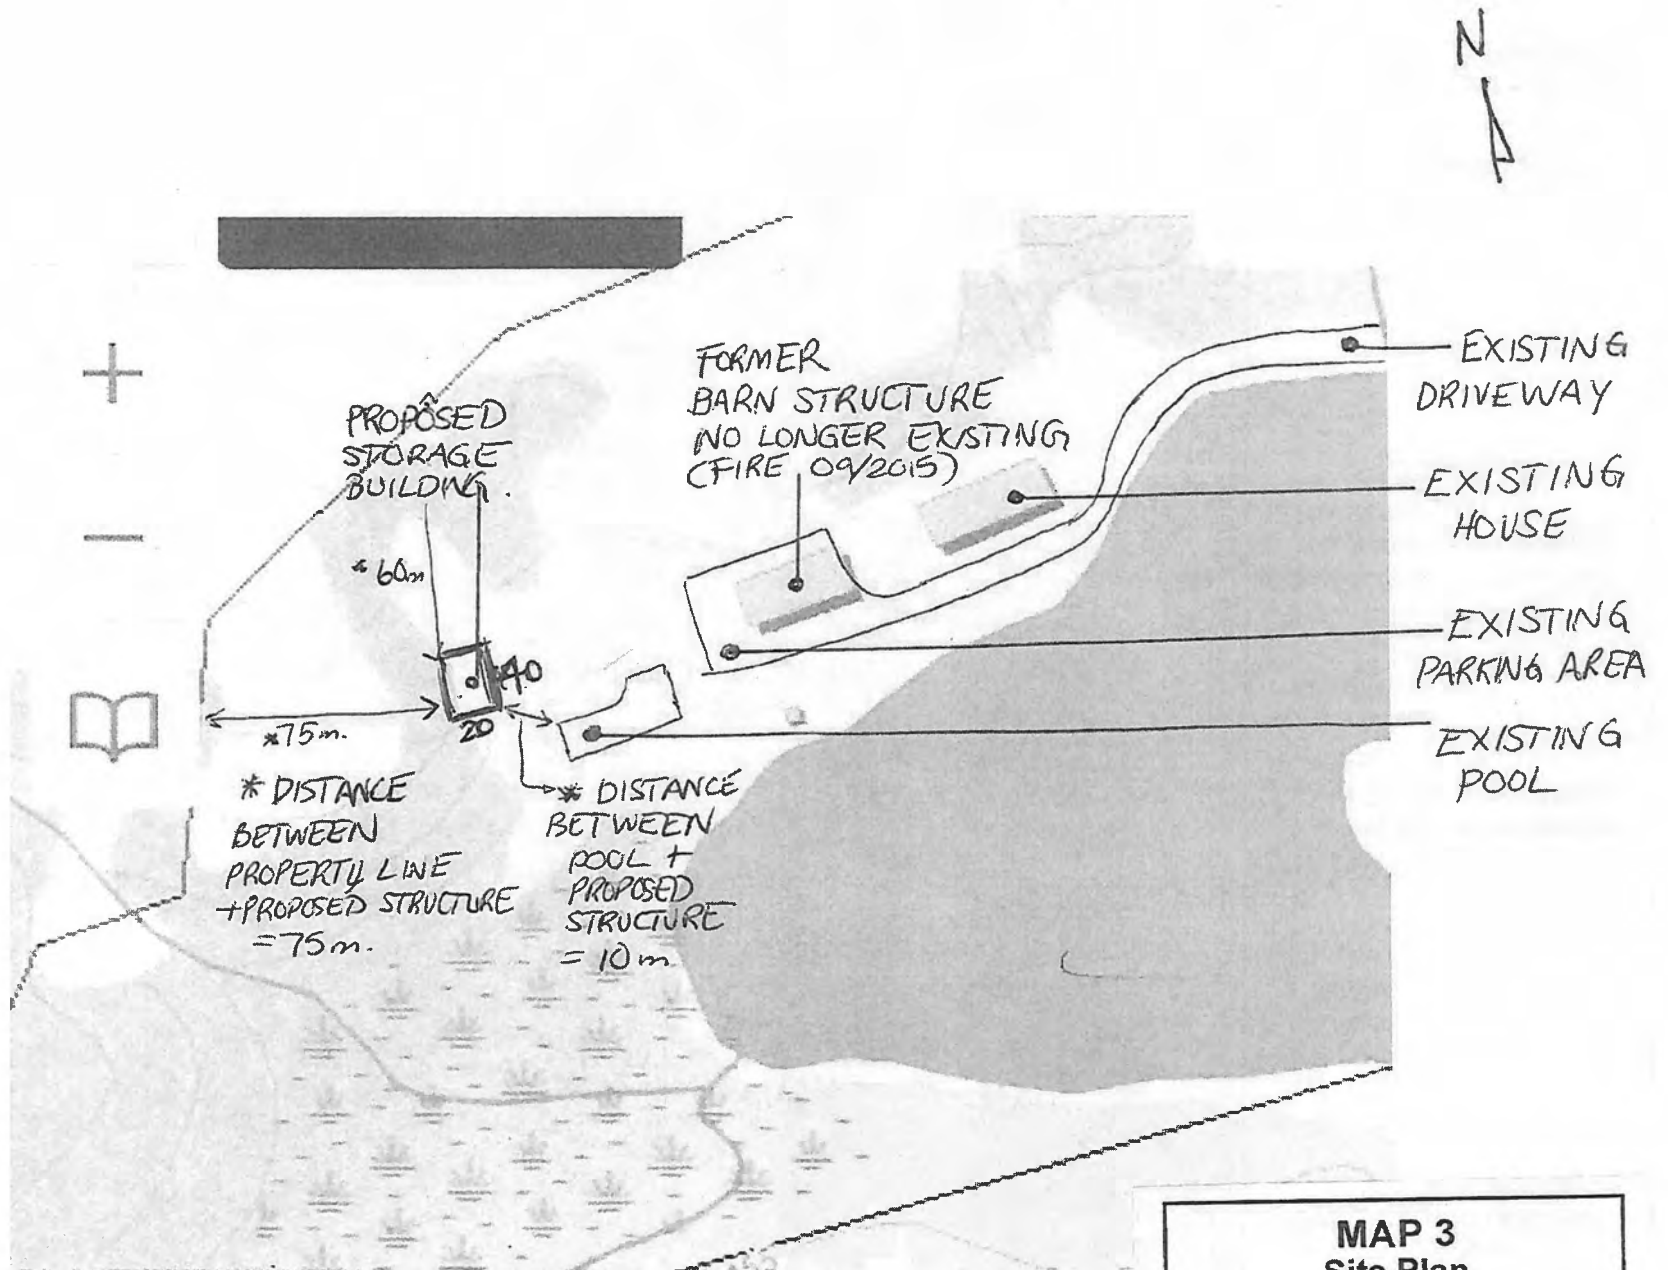 N
EXISTING
DRIVEWAY
FORMER
BARN STRUCTURE
NO LONGER EXISTING
(FIRE 09/2015)
PROPOSED
STORAGE
BUILDING.
EXISTING
HOUSE
* 60m
EXISTING
PARKING AREA
40
20
*75m.
EXISTING
POOL
* DISTANCE
BETWEEN
PROPERTY LINE
+PROPOSED STRUCTURE
=75m.
* DISTANCE
BETWEEN
POOL +
PROPOSED
STRUCTURE
= 10m
MAP 3
Site Plan